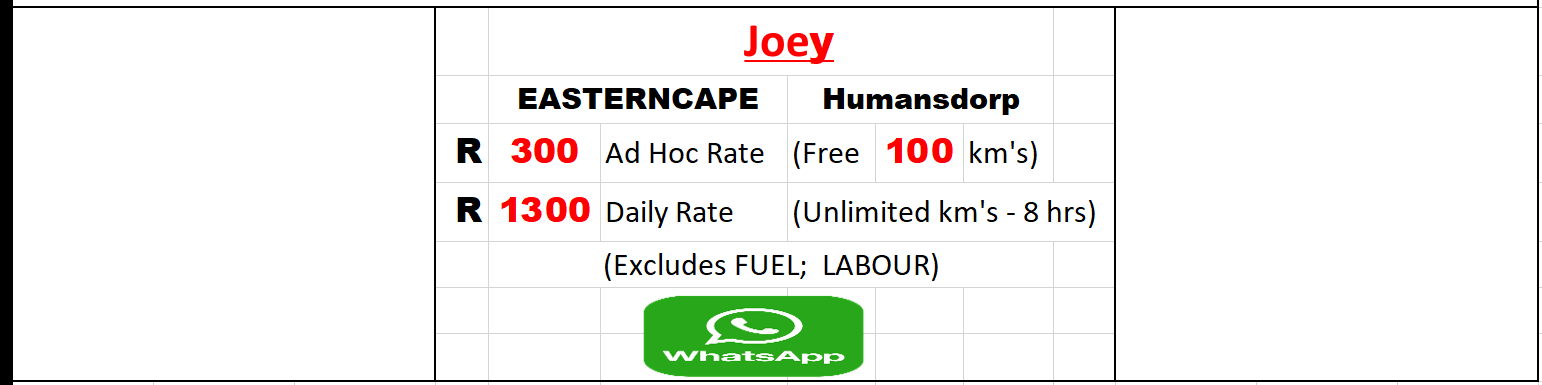 Joey
EASTERNCAPE Humansdorp
R 300 Ad Hoc Rate (Free 100 km's)
R 1300 Daily Rate (Unlimited km's - 8 hrs)
(Excludes FUEL; LABOUR)
WhatsApp